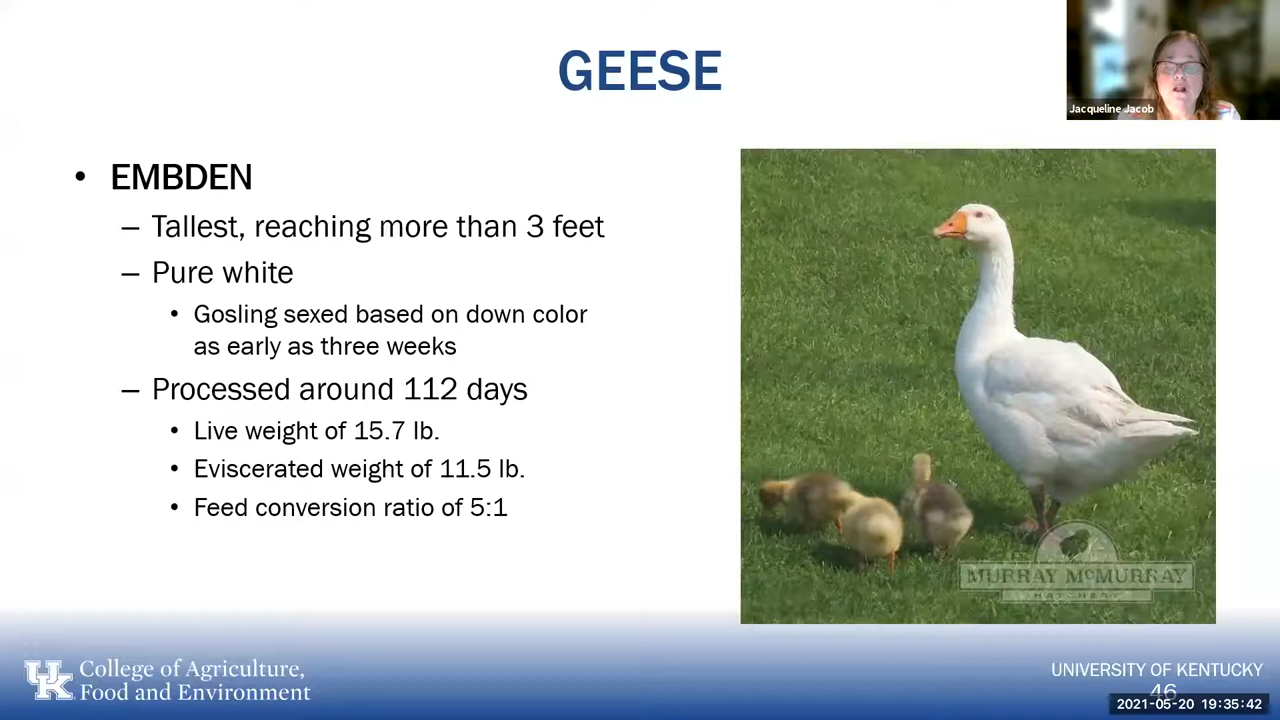 GEESE
Jacqueline Jacob
• EMBDEN
– Tallest, reaching more than 3 feet
– Pure white
• Gosling sexed based on down color
as early as three weeks
– Processed around 112 days
• Live weight of 15.7 lb.
• Eviscerated weight of 11.5 lb.
• Feed conversion ratio of 5:1
MURRAY McMURRAY
HATCHERY
UK College of Agriculture,
Food and Environment
UNIVERSITY OF KENTUCKY
46
2021-05-20 19:35:42